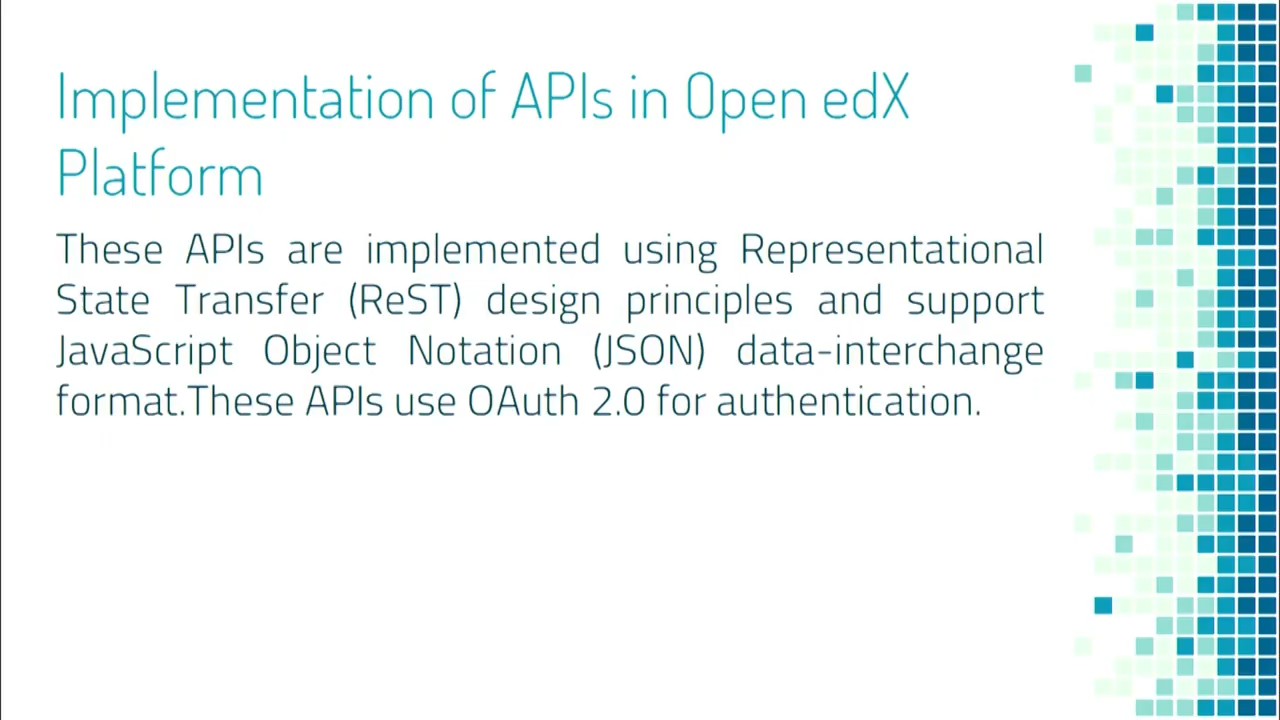 Implementation of APIs in Open edX
Platform
These APIs are implemented using Representational
State Transfer (ReST) design principles and support
JavaScript Object Notation (JSON) data-interchange
format.These APIs use OAuth 2.0 for authentication.